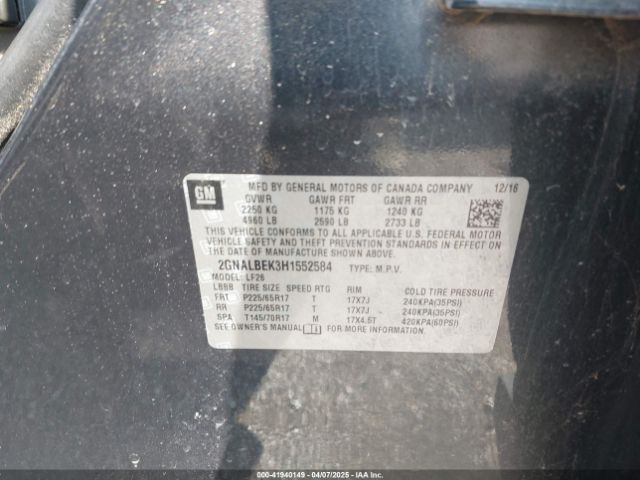 GM
MFD BY GENERAL MOTORS OF CANADA COMPANY 12/16
GVWR GAWR FRT GAWR RR
2250 KG 1175 KG 1240 KG
4960 LB 2590 LB 2733 LB
THIS VEHICLE CONFORMS TO ALL APPLICABLE U.S. FEDERAL MOTOR
VEHICLE SAFETY AND THEFT PREVENTION STANDARDS IN EFFECT ON
THE DATE OF MANUFACTURE SHOWN ABOVE.
2GNALBEK3H1552584 TYPE: M.P.V.
MODEL: LF26
LBBB TIRE SIZE SPEED RTG RIM COLD TIRE PRESSURE
FRT P225/65R17 T 17X7J 240KPA(35PSI)
RR P225/65R17 T 17X7J 240KPA(35PSI)
SPA T145/70R17 M 17X4.5T 420KPA(60PSI)
SEE OWNER'S MANUAL FOR MORE INFORMATION.
000-41940149 - 04/07/2025 - IAAI.COM